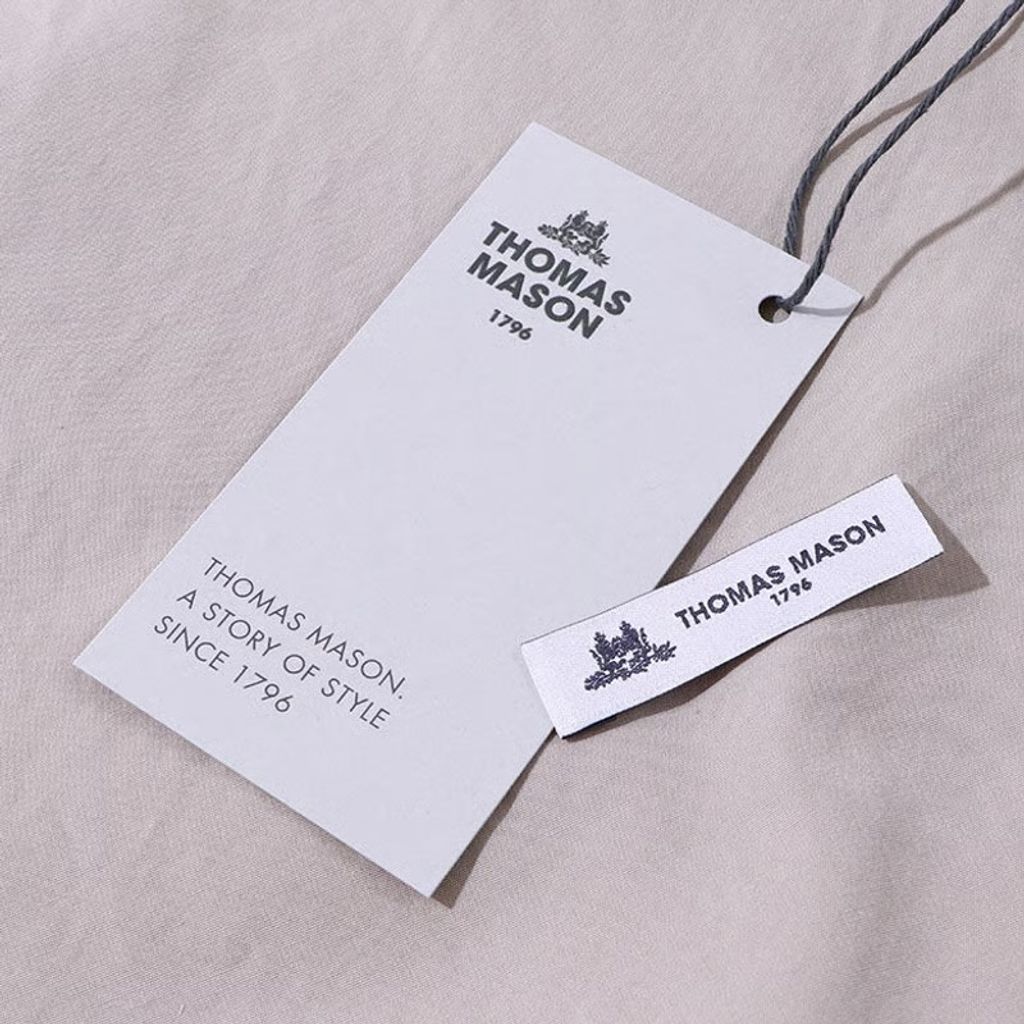 THOMAS
MASON
1796
THOMAS MASON.
A STORY OF STYLE
SINCE 1796
THOMAS MASON
1796